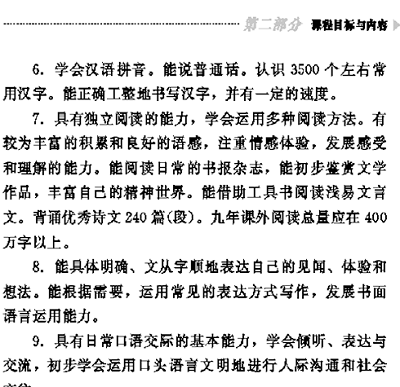 第二部分 课程目标与内容
6. 学会汉语拼音。能说普通话。认识 3500 个左右常
用汉字。能正确工整地书写汉字，并有一定的速度。
7. 具有独立阅读的能力，学会运用多种阅读方法。有
较为丰富的积累和良好的语感，注重情感体验，发展感受
和理解的能力。能阅读日常的书报杂志，能初步鉴赏文学
作品，丰富自己的精神世界。能借助工具书阅读浅易文言
文。背诵优秀诗文 240 篇(段)。九年课外阅读总量应在 400
万字以上。
8. 能具体明确、文从字顺地表达自己的见闻、体验和
想法。能根据需要，运用常见的表达方式写作，发展书面
语言运用能力。
9. 具有日常口语交际的基本能力，学会倾听、表达与
交流，初步学会运用口头语言文明地进行人际沟通和社会